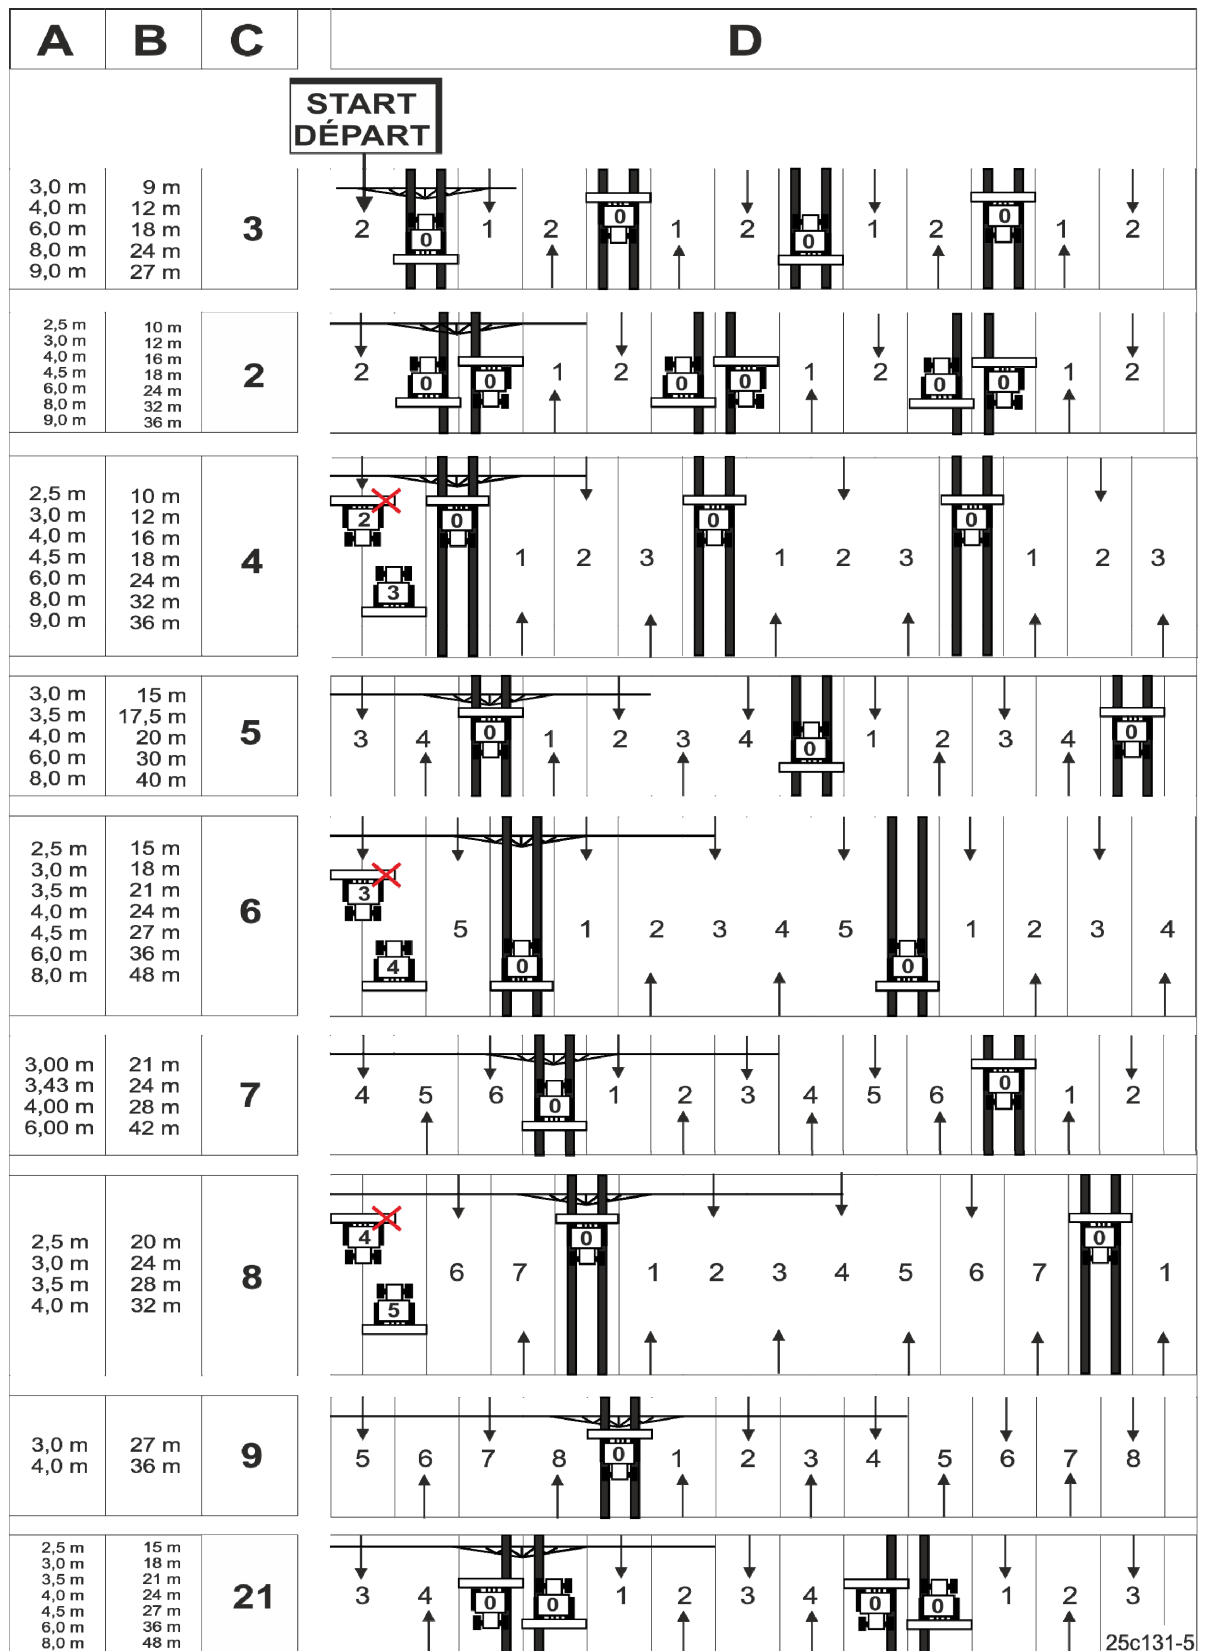 A B C D
START
DÉPART
3,0 m 9 m
4,0 m 12 m
6,0 m 18 m
8,0 m 24 m
9,0 m 27 m
3
2 0 1 2 0 1 2 0 1 2 0 1 2
2,5 m 10 m
3,0 m 12 m
4,0 m 16 m
4,5 m 18 m
6,0 m 24 m
8,0 m 32 m
9,0 m 36 m
2
2 0 0 1 2 0 0 1 2 0 0 1 2
2,5 m 10 m
3,0 m 12 m
4,0 m 16 m
4,5 m 18 m
6,0 m 24 m
8,0 m 32 m
9,0 m 36 m
4
2 0 0 0
1 2 3 1 2 3 1 2 3
3
3,0 m 15 m
3,5 m 17,5 m
4,0 m 20 m
6,0 m 30 m
8,0 m 40 m
5
3 4 0 1 2 3 4 0 1 2 3 4 0
2,5 m 15 m
3,0 m 18 m
3,5 m 21 m
4,0 m 24 m
4,5 m 27 m
6,0 m 36 m
8,0 m 48 m
6
3
5 1 2 3 4 5 1 2 3 4
4 0 0
3,00 m 21 m
3,43 m 24 m
4,00 m 28 m
6,00 m 42 m
7
4 5 6 0 1 2 3 4 5 6 0 1 2
2,5 m 20 m
3,0 m 24 m
3,5 m 28 m
4,0 m 32 m
8
4 0 0
6 7 1 2 3 4 5 6 7 1
5
3,0 m 27 m
4,0 m 36 m
9
5 6 7 8 0 1 2 3 4 5 6 7 8
2,5 m 15 m
3,0 m 18 m
3,5 m 21 m
4,0 m 24 m
4,5 m 27 m
6,0 m 36 m
8,0 m 48 m
21
3 4 0 0 1 2 3 4 0 0 1 2 3
25c131-5